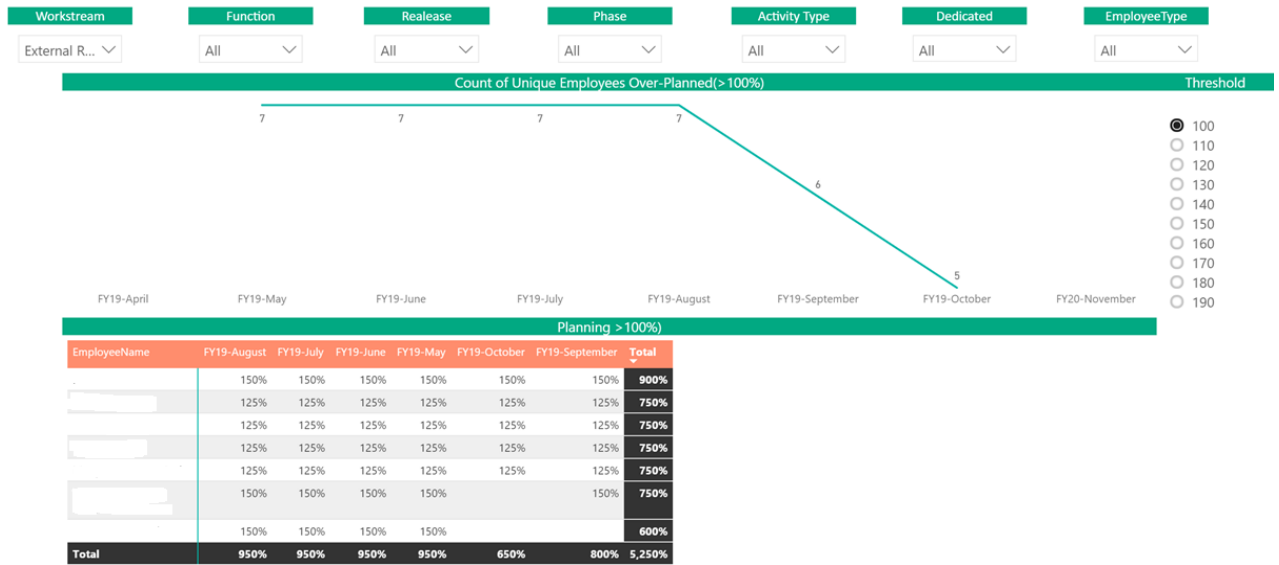 Workstream Function Realease Phase Activity Type Dedicated EmployeeType
External R... All All All All All All
Count of Unique Employees Over-Planned(>100%) Threshold
7 7 7 7 6 5
FY19-April FY19-May FY19-June FY19-July FY19-August FY19-September FY19-October FY20-November
100
110
120
130
140
150
160
170
180
190
Planning >100%)
EmployeeName FY19-August FY19-July FY19-June FY19-May FY19-October FY19-September Total
150% 150% 150% 150% 150% 150% 900%
125% 125% 125% 125% 125% 125% 750%
125% 125% 125% 125% 125% 125% 750%
125% 125% 125% 125% 125% 125% 750%
125% 125% 125% 125% 125% 125% 750%
150% 150% 150% 150% 150% 750%
150% 150% 150% 150% 600%
Total 950% 950% 950% 950% 650% 800% 5,250%